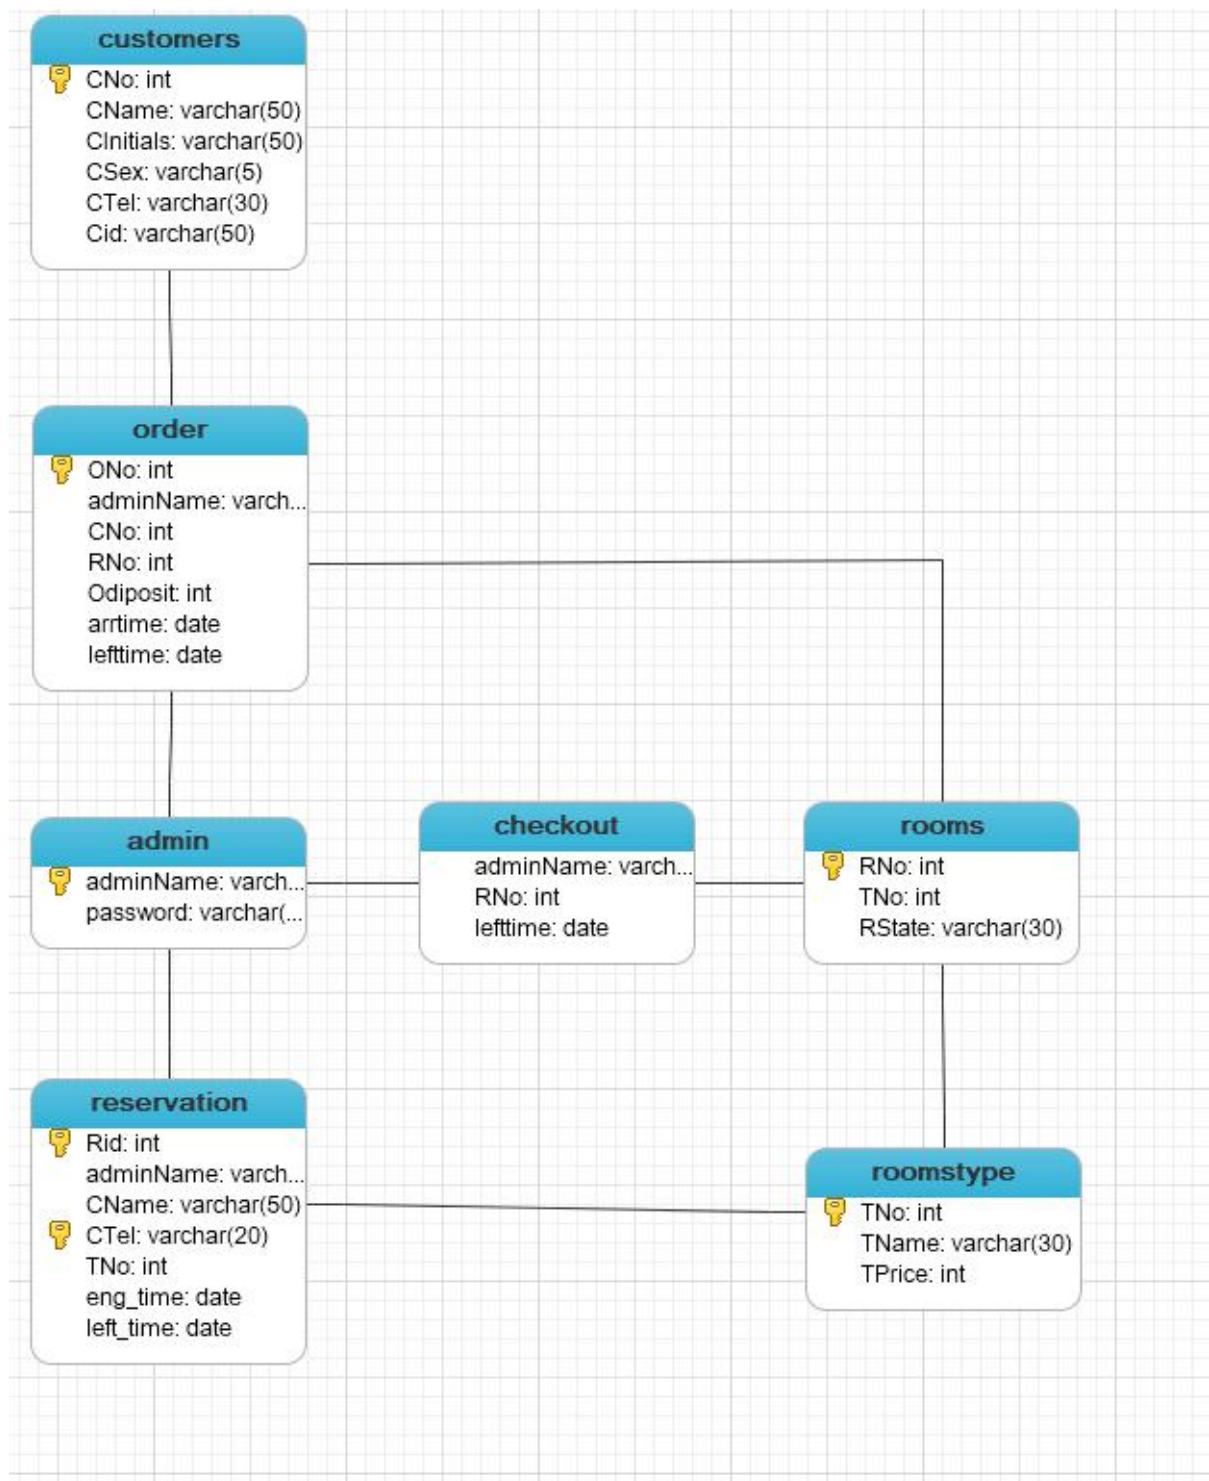 customers
CNo: int
CName: varchar(50)
CInitials: varchar(50)
CSex: varchar(5)
CTel: varchar(30)
Cid: varchar(50)
order
ONo: int
adminName: varch...
CNo: int
RNo: int
Odiposit: int
arrtime: date
lefttime: date
admin
adminName: varch...
password: varchar(...
checkout
adminName: varch...
RNo: int
lefttime: date
rooms
RNo: int
TNo: int
RState: varchar(30)
reservation
Rid: int
adminName: varch...
CName: varchar(50)
CTel: varchar(20)
TNo: int
eng_time: date
left_time: date
roomstype
TNo: int
TName: varchar(30)
TPrice: int